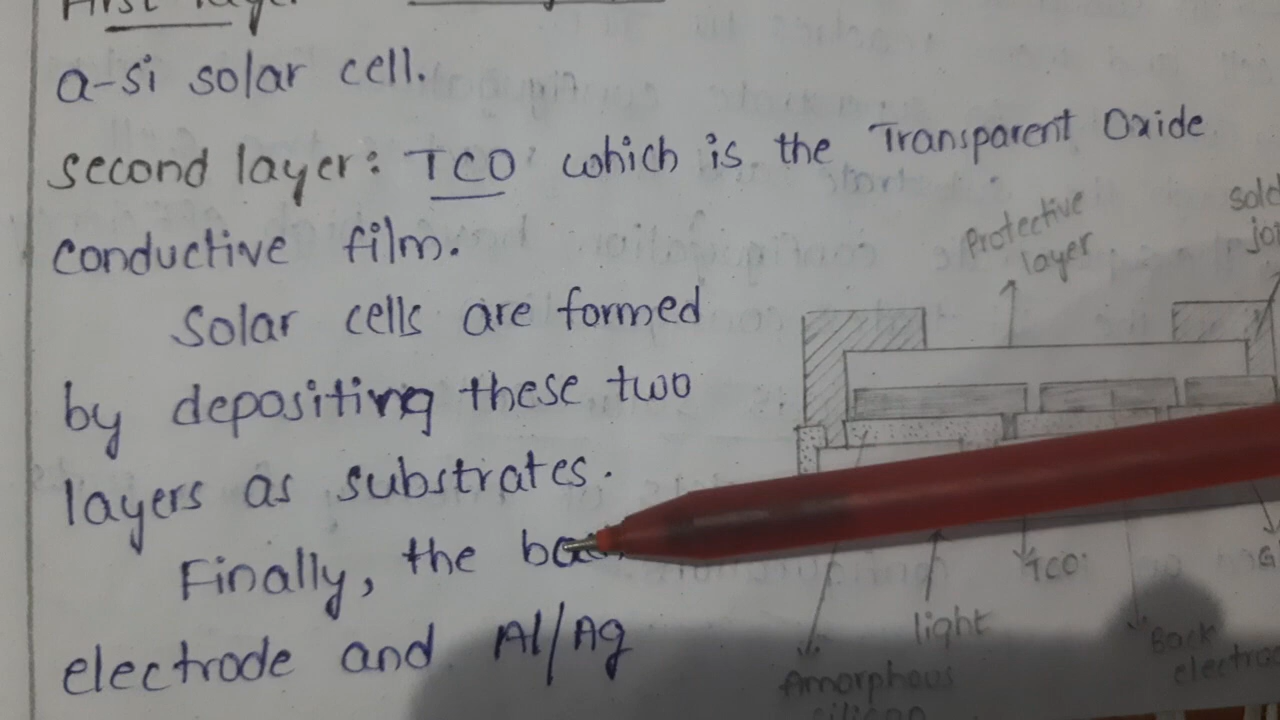 a-si solar cell.
second layer: TCO which is the Transparent Oxide
conductive film.
Solar cells are formed
by depositing these two
layers as substrates.
Finally, the
electrode and Al/Ag
Protective
layer
TCO
light
Back
Amorphous
silicon